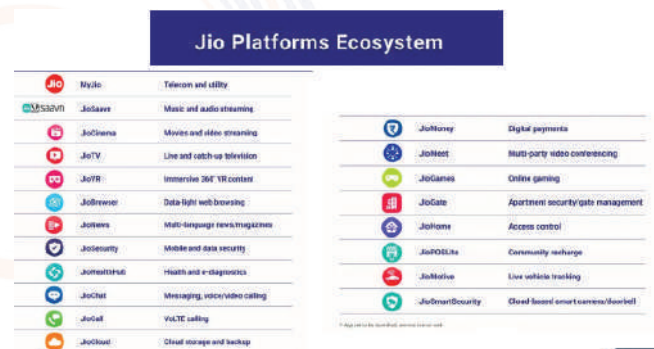 Jio Platforms Ecosystem
Jio MyJio Telecom and utility
saavn JioSaavn Music and audio streaming
JioCinema Movies and video streaming
JioTV Live and catch-up television
JioVR Immersive 360° VR content
JioBrowser Data-light web browsing
JioNews Multi-language news/magazines
JioSecurity Mobile and data security
JioHealthHub Health and e-diagnostics
JioChat Messaging, voice/video calling
JioCall VoLTE calling
JioCloud Cloud storage and backup
JioMoney Digital payments
JioMeet Multi-party video conferencing
JioGames Online gaming
JioGate Apartment security/gate management
JioHome Access control
JioPOSLite Community recharge
JioMotive Live vehicle tracking
JioSmartSecurity Cloud-based smart camera/doorbell